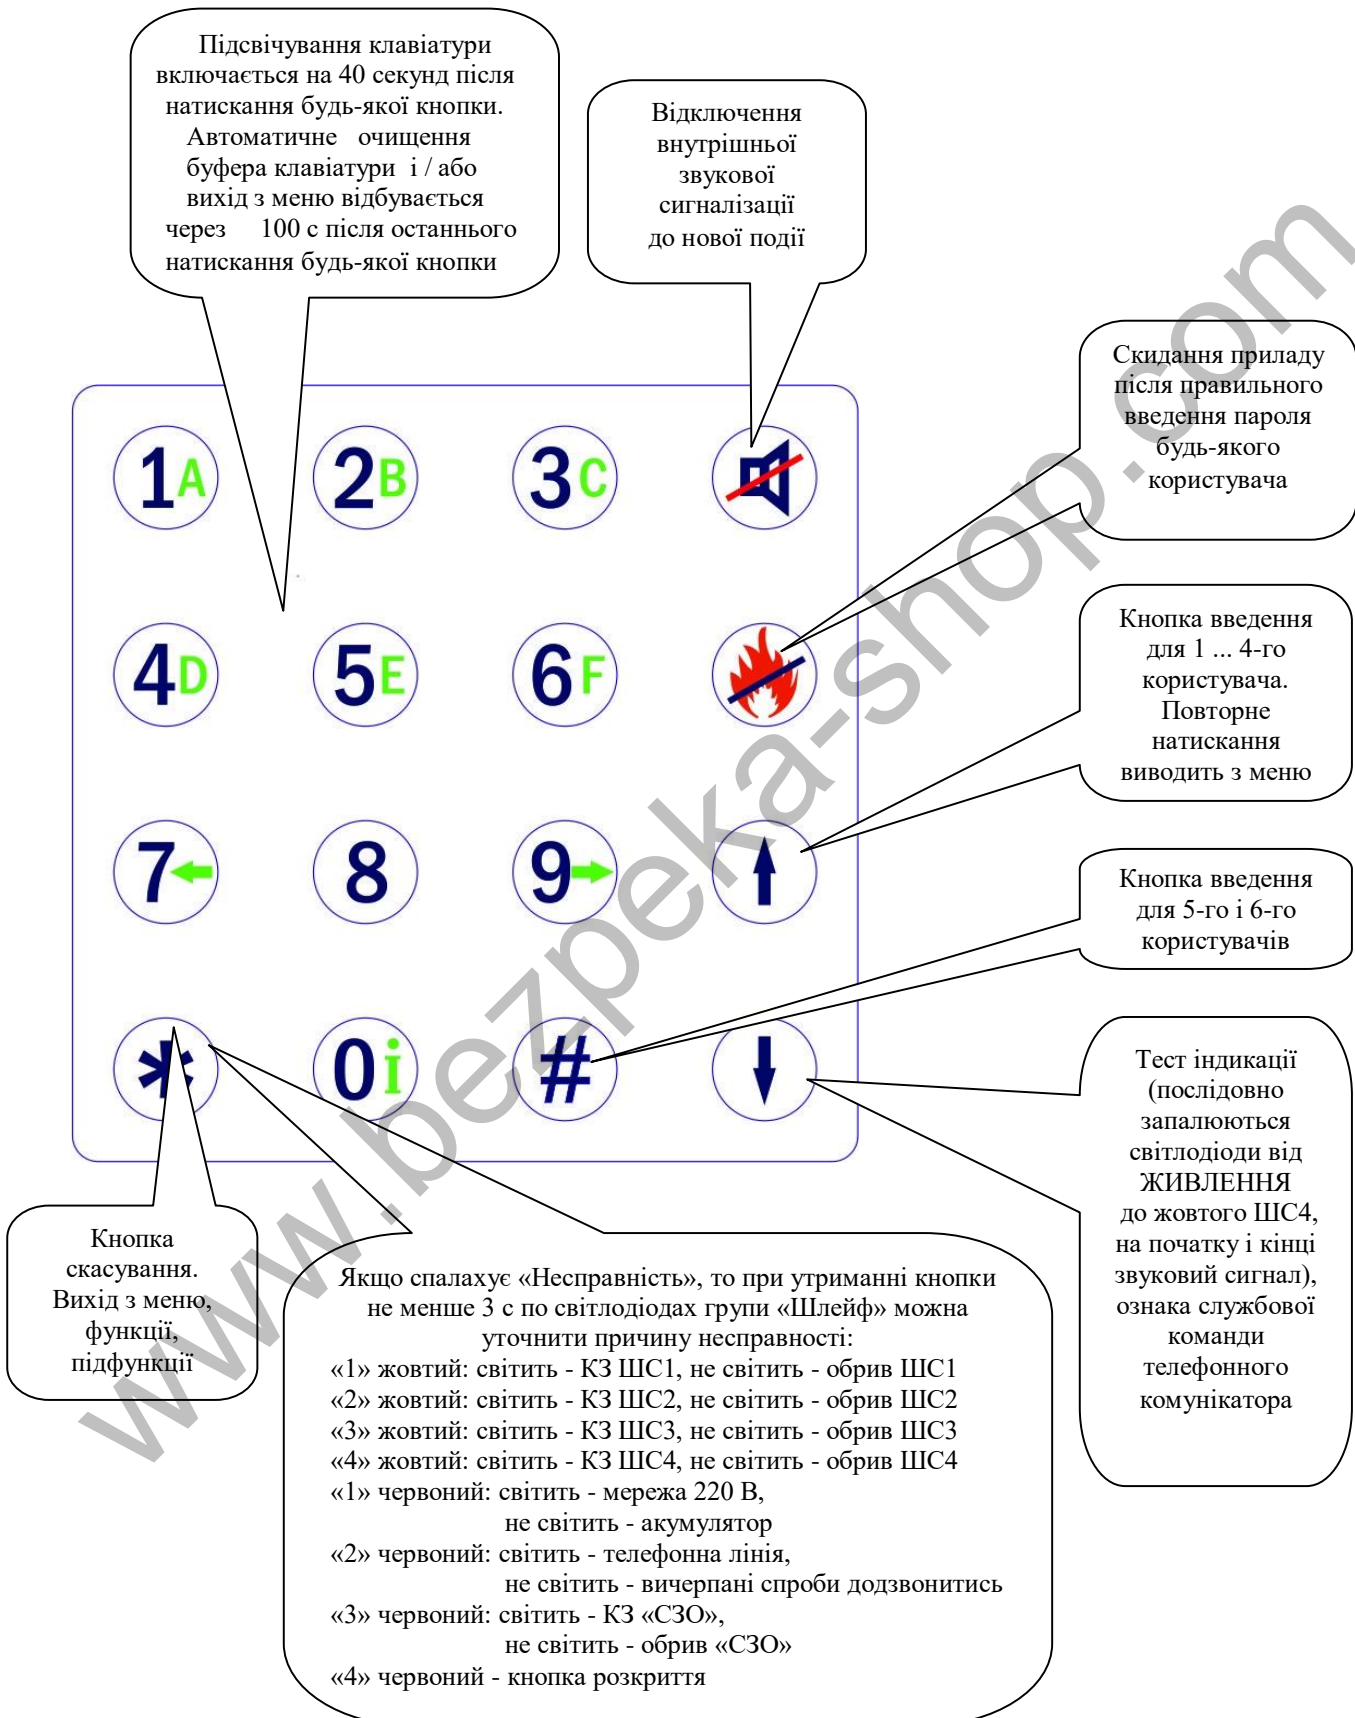 Підсвічування клавіатури
включається на 40 секунд після
натискання будь-якої кнопки.
Автоматичне очищення
буфера клавіатури і / або
вихід з меню відбувається
через 100 с після останнього
натискання будь-якої кнопки
Відключення
внутрішньої
звукової
сигналізації
до нової події
Скидання приладу
після правильного
введення пароля
будь-якого
користувача
Кнопка введення
для 1 ... 4-го
користувача.
Повторне
натискання
виводить з меню
Кнопка введення
для 5-го і 6-го
користувачів
Тест індикації
(послідовно
запалюються
світлодіоди від
ЖИВЛЕННЯ
до жовтого ШС4,
на початку і кінці
звуковий сигнал),
ознака службової
команди
телефонного
комунікатора
1A 2B 3C
4D 5E 6F
7 8 9
* 0i #
Кнопка
скасування.
Вихід з меню,
функції,
підфункції
Якщо спалахує «Несправність», то при утриманні кнопки
не менше 3 с по світлодіодах групи «Шлейф» можна
уточнити причину несправності:
«1» жовтий: світить - КЗ ШС1, не світить - обрив ШС1
«2» жовтий: світить - КЗ ШС2, не світить - обрив ШС2
«3» жовтий: світить - КЗ ШС3, не світить - обрив ШС3
«4» жовтий: світить - КЗ ШС4, не світить - обрив ШС4
«1» червоний: світить - мережа 220 В,
не світить - акумулятор
«2» червоний: світить - телефонна лінія,
не світить - вичерпані спроби додзвонитись
«3» червоний: світить - КЗ «СЗО»,
не світить - обрив «СЗО»
«4» червоний - кнопка розкриття
www.bezpeka-shop.com